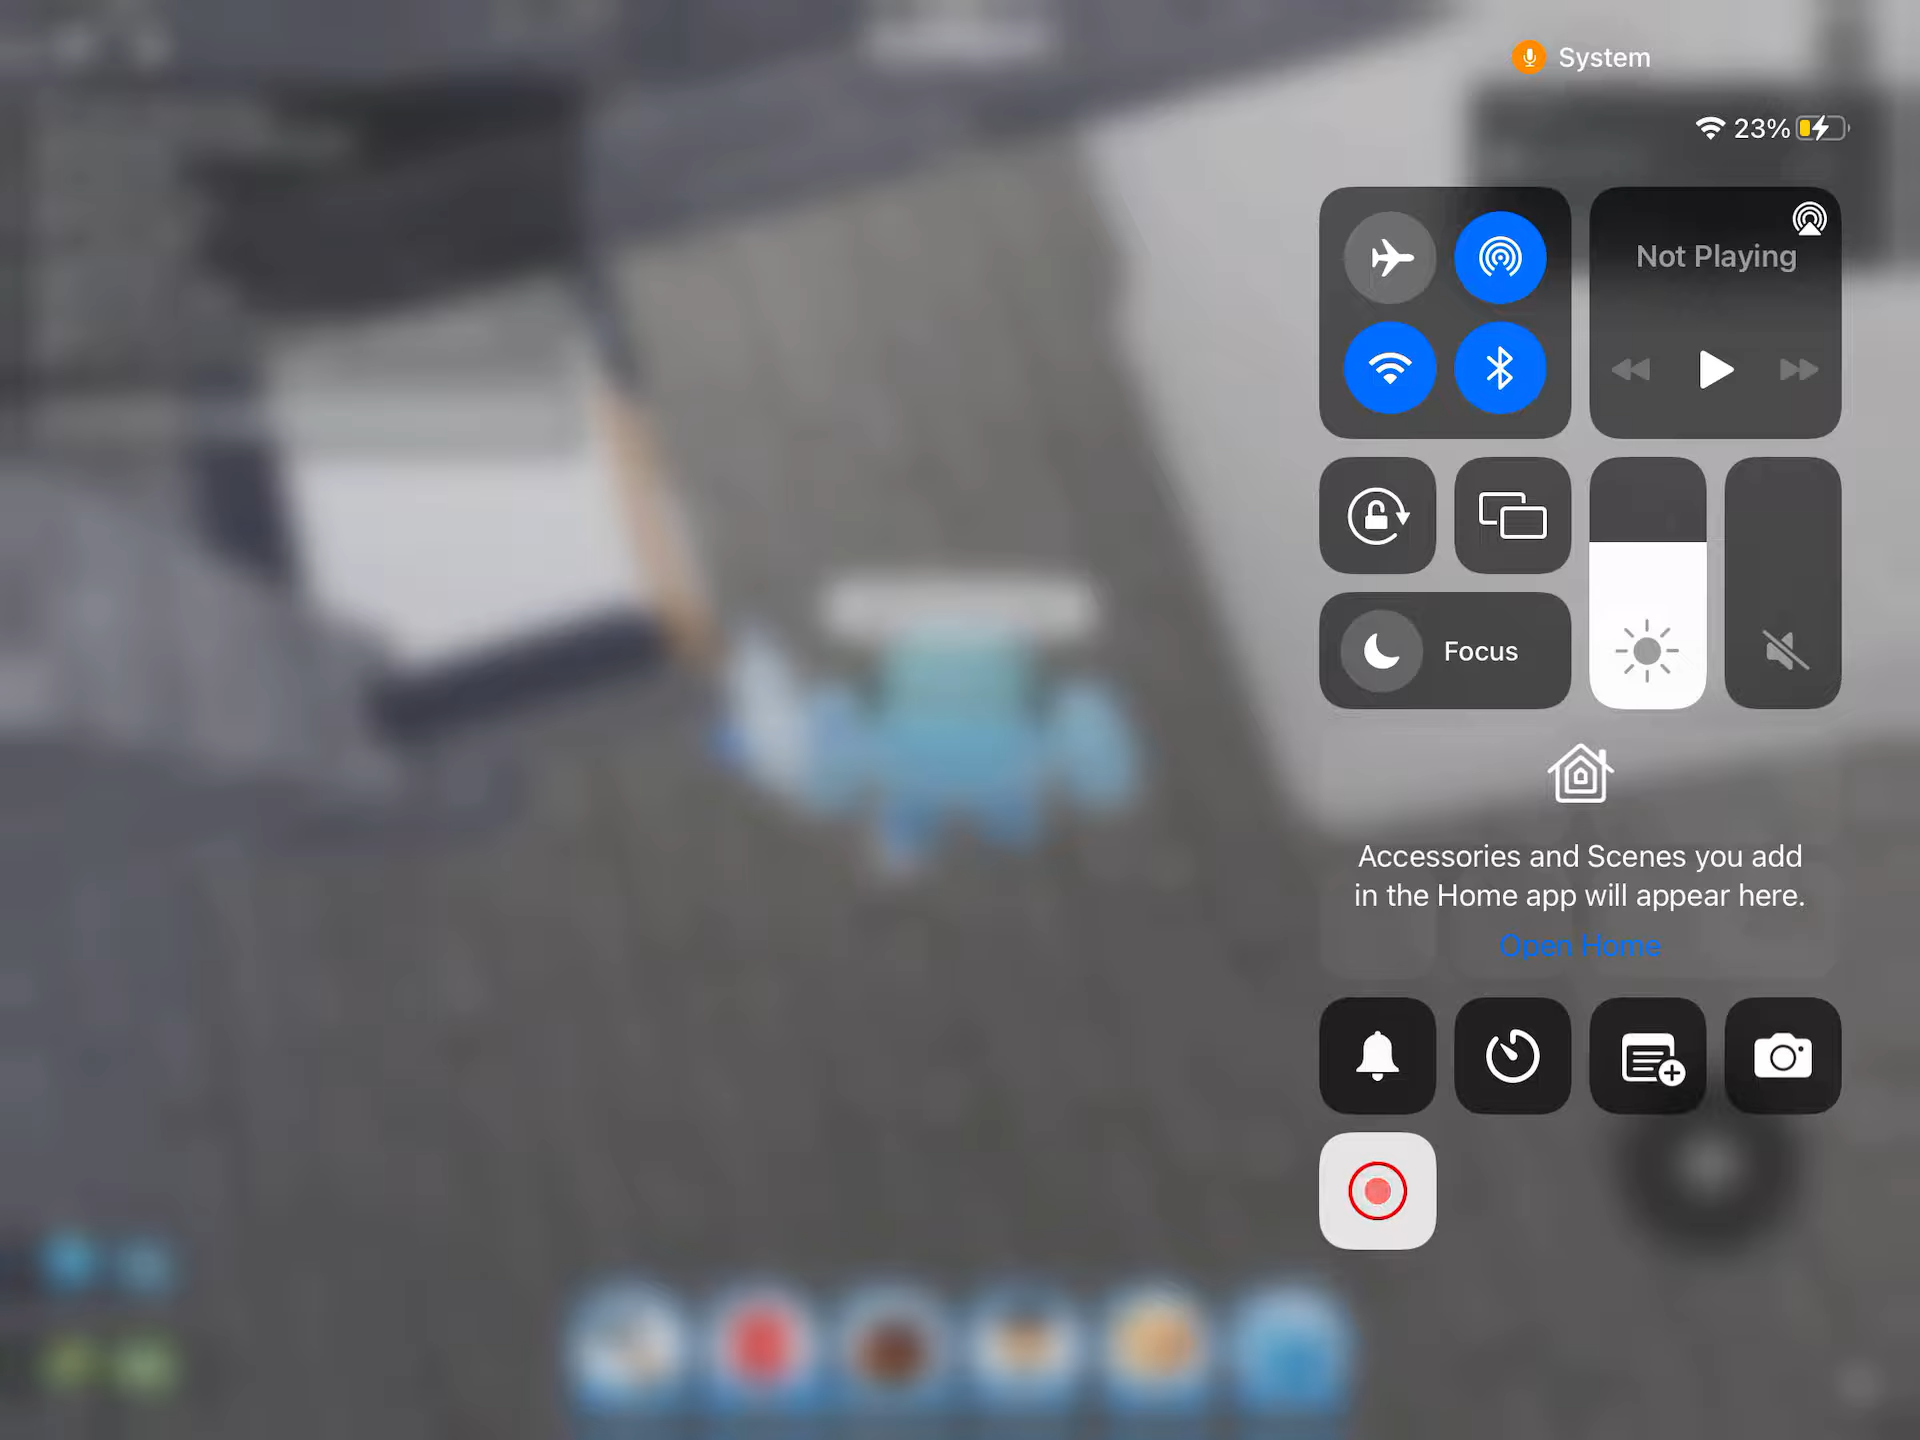 System
23%
Not Playing
Focus
Accessories and Scenes you add
in the Home app will appear here.
Open Home